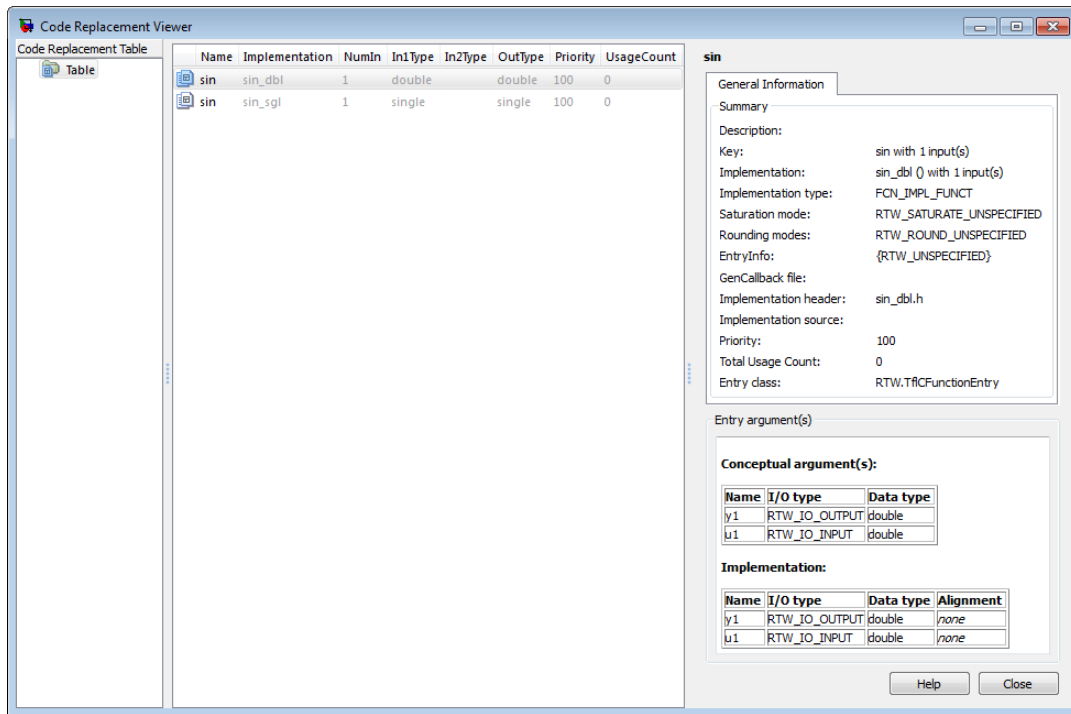 Code Replacement Viewer
Code Replacement Table
Table
Name Implementation NumIn In1Type In2Type OutType Priority UsageCount
sin sin_dbl 1 double double 100 0
sin sin_sgl 1 single single 100 0
sin
General Information
Summary
Description:
Key: sin with 1 input(s)
Implementation: sin_dbl () with 1 input(s)
Implementation type: FCN_IMPL_FUNCT
Saturation mode: RTW_SATURATE_UNSPECIFIED
Rounding modes: RTW_ROUND_UNSPECIFIED
EntryInfo: {RTW_UNSPECIFIED}
GenCallback file:
Implementation header: sin_dbl.h
Implementation source:
Priority: 100
Total Usage Count: 0
Entry class: RTW.TflCFunctionEntry
Entry argument(s)
Conceptual argument(s):
Name I/O type Data type
y1 RTW_IO_OUTPUT double
u1 RTW_IO_INPUT double
Implementation:
Name I/O type Data type Alignment
y1 RTW_IO_OUTPUT double none
u1 RTW_IO_INPUT double none
Help Close